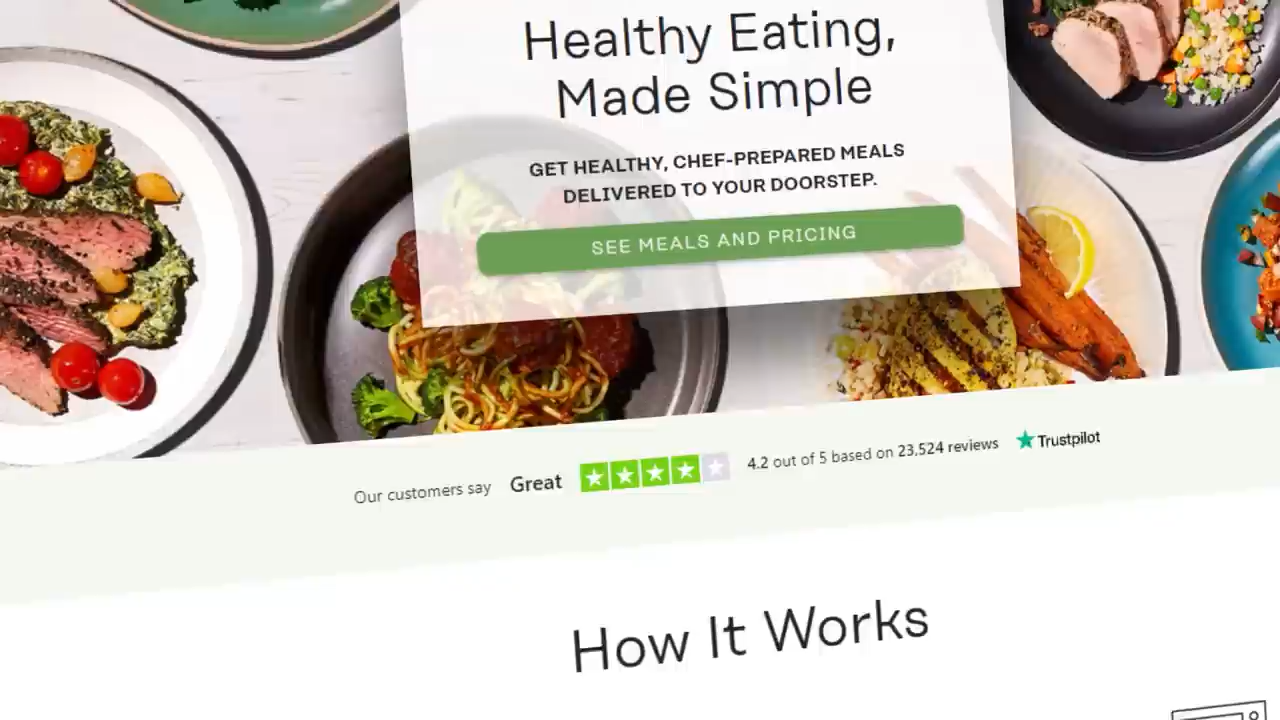 Healthy Eating,
Made Simple
GET HEALTHY, CHEF-PREPARED MEALS
DELIVERED TO YOUR DOORSTEP.
SEE MEALS AND PRICING
Our customers say Great 4.2 out of 5 based on 23,524 reviews Trustpilot
How It Works